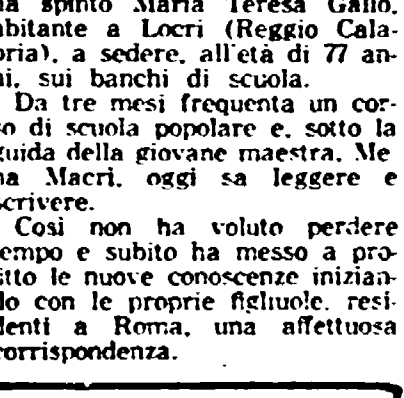 ha spinto Maria Teresa Gallo,
abitante a Locri (Reggio Cala-
bria), a sedere, all'età di 77 an-
ni, sui banchi di scuola.
Da tre mesi frequenta un cor-
so di scuola popolare e, sotto la
guida della giovane maestra, Me
na Macrì, oggi sa leggere e
scrivere.
Così non ha voluto perdere
tempo e subito ha messo a pro-
fitto le nuove conoscenze inizian-
do con le proprie figliuole, resi-
denti a Roma, una affettuosa
corrispondenza.